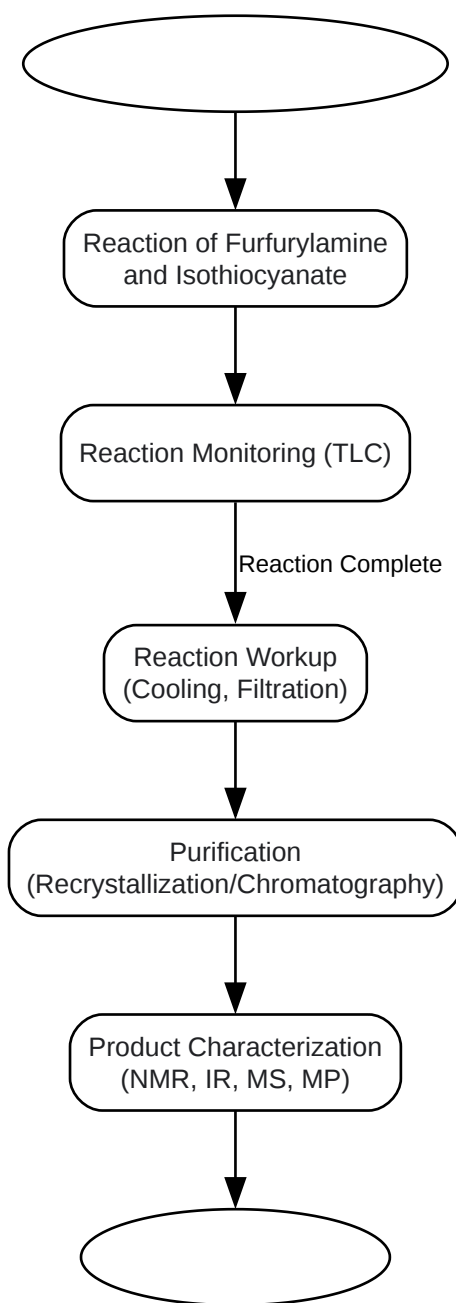 Reaction of Furfurylamine
and Isothiocyanate
Reaction Monitoring (TLC)
Reaction Complete
Reaction Workup
(Cooling, Filtration)
Purification
(Recrystallization/Chromatography)
Product Characterization
(NMR, IR, MS, MP)